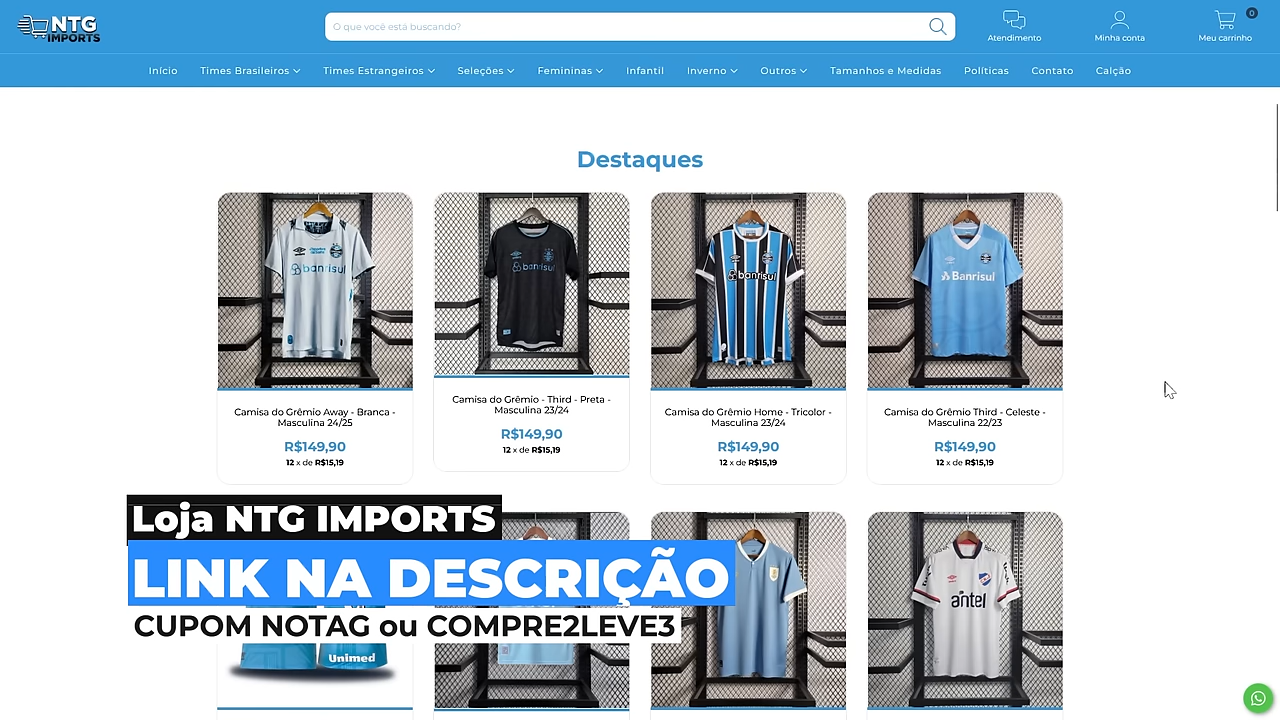 NTG
IMPORTS
O que você está buscando?
Atendimento
Minha conta
0
Meu carrinho
Início
Times Brasileiros
Times Estrangeiros
Seleções
Femininas
Infantil
Inverno
Outros
Tamanhos e Medidas
Políticas
Contato
Calção
Destaques
banrisul
banrisul
banrisul
Banrisul
Camisa do Grêmio Away - Branca -
Masculina 24/25
R$149,90
12 x de R$15,19
Camisa do Grêmio - Third - Preta -
Masculina 23/24
R$149,90
12 x de R$15,19
Camisa do Grêmio Home - Tricolor -
Masculina 23/24
R$149,90
12 x de R$15,19
Camisa do Grêmio Third - Celeste -
Masculina 22/23
R$149,90
12 x de R$15,19
Loja NTG IMPORTS
LINK NA DESCRIÇÃO
CUPOM NOTAG ou COMPRE2LEVE3
Unimed
antel